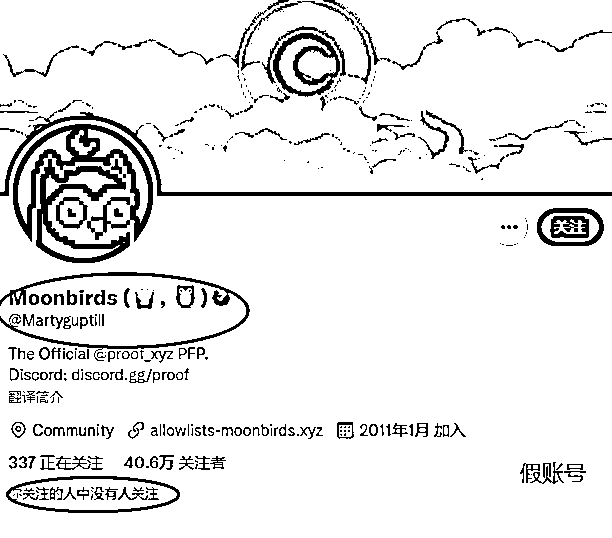 关注
Moonbirds ( , )
@Martyguptill
The Official @proof_xyz PFP.
Discord: discord.gg/proof
翻译简介
Community allowlists-moonbirds.xyz 2011年1月 加入
337 正在关注 40.6万 关注者
你关注的人中没有人关注
假账号